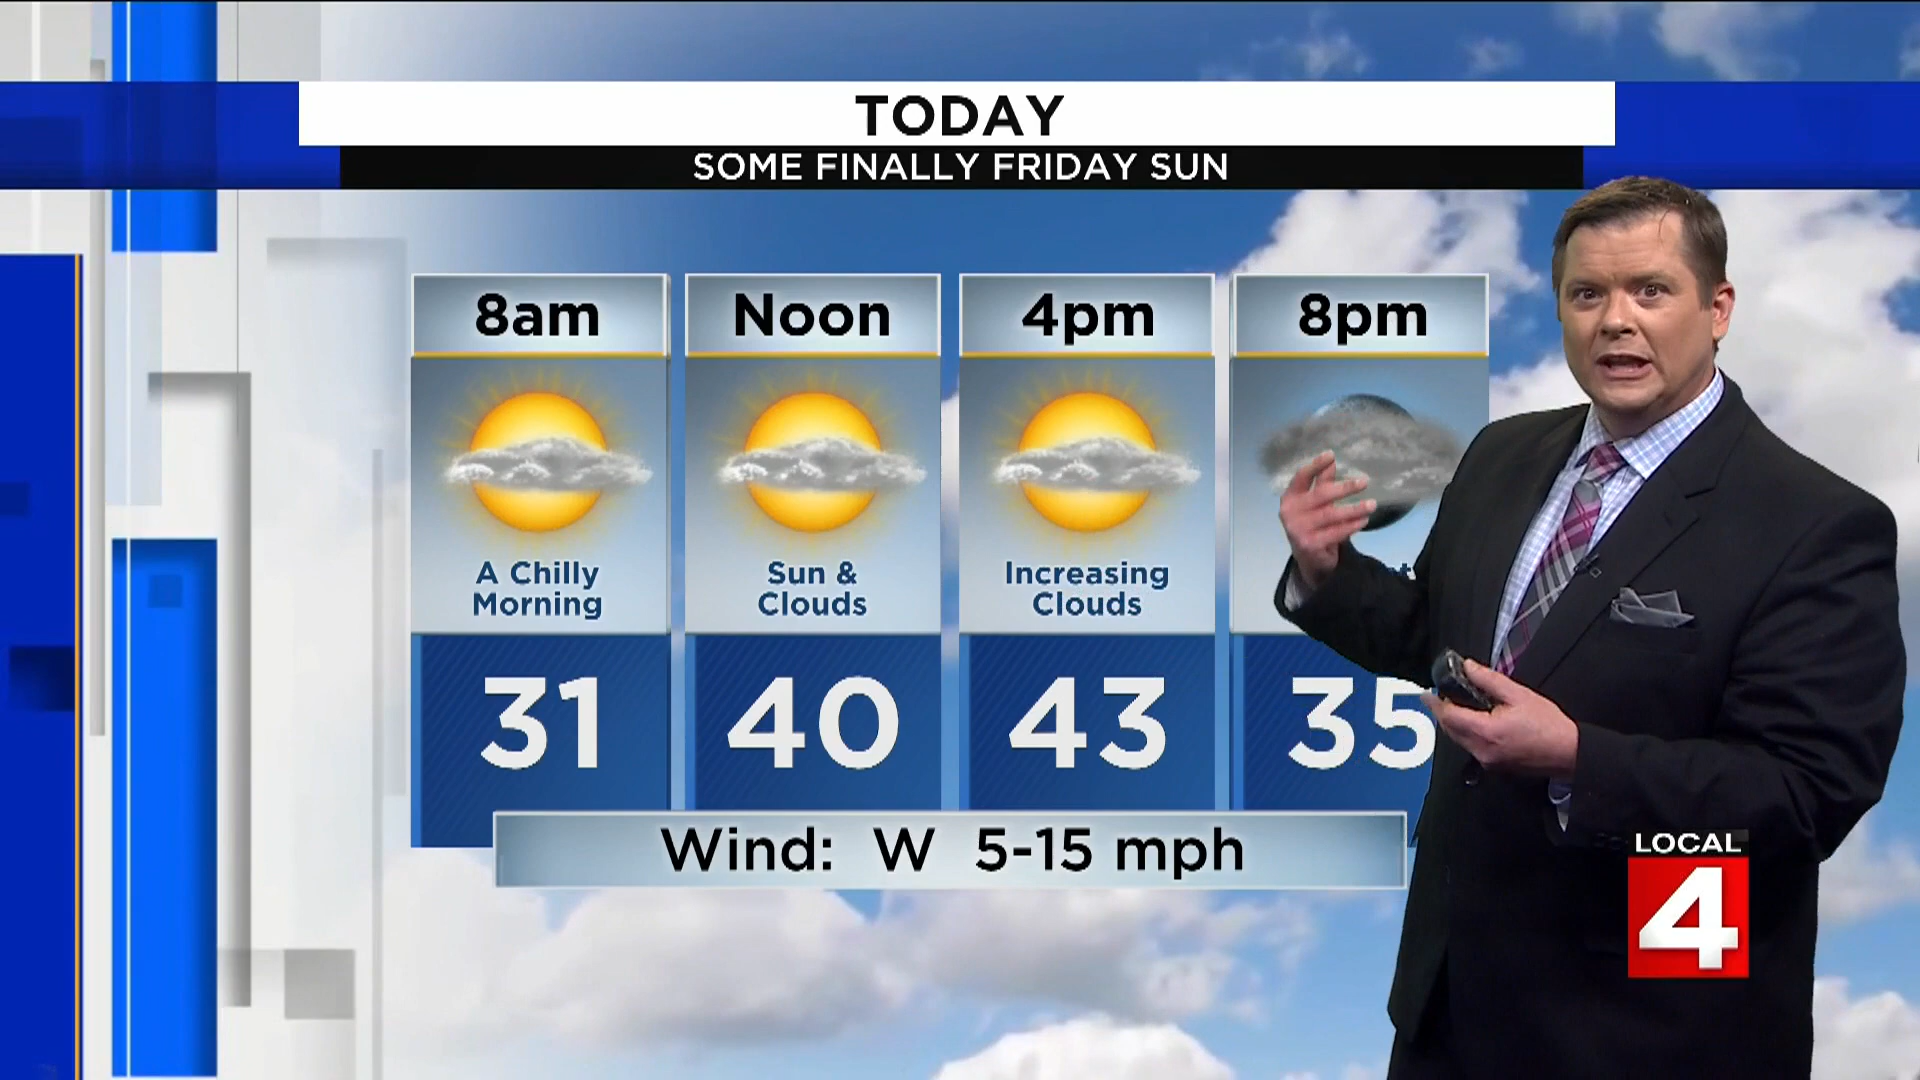 TODAY
SOME FINALLY FRIDAY SUN
8am
Noon
4pm
8pm
A Chilly
Morning
Sun &
Clouds
Increasing
Clouds
31
40
43
35
Wind: W 5-15 mph
LOCAL
4